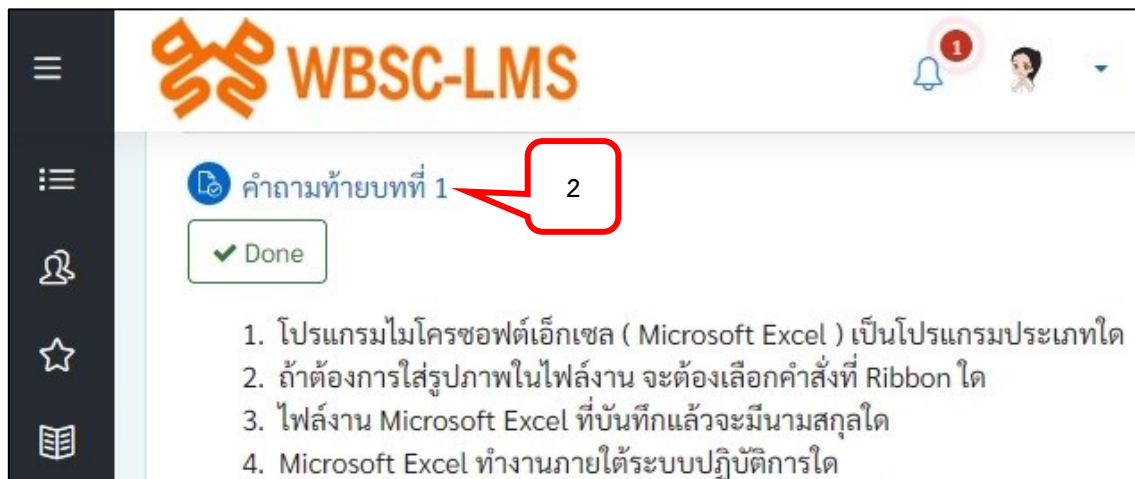 WBSC-LMS
1
คำถามท้ายบทที่ 1
2
Done
1. โปรแกรมไมโครซอฟต์เอ็กเซล ( Microsoft Excel ) เป็นโปรแกรมประเภทใด
2. ถ้าต้องการใส่รูปภาพในไฟล์งาน จะต้องเลือกคำสั่งที่ Ribbon ใด
3. ไฟล์งาน Microsoft Excel ที่บันทึกแล้วจะมีนามสกุลใด
4. Microsoft Excel ทำงานภายใต้ระบบปฏิบัติการใด